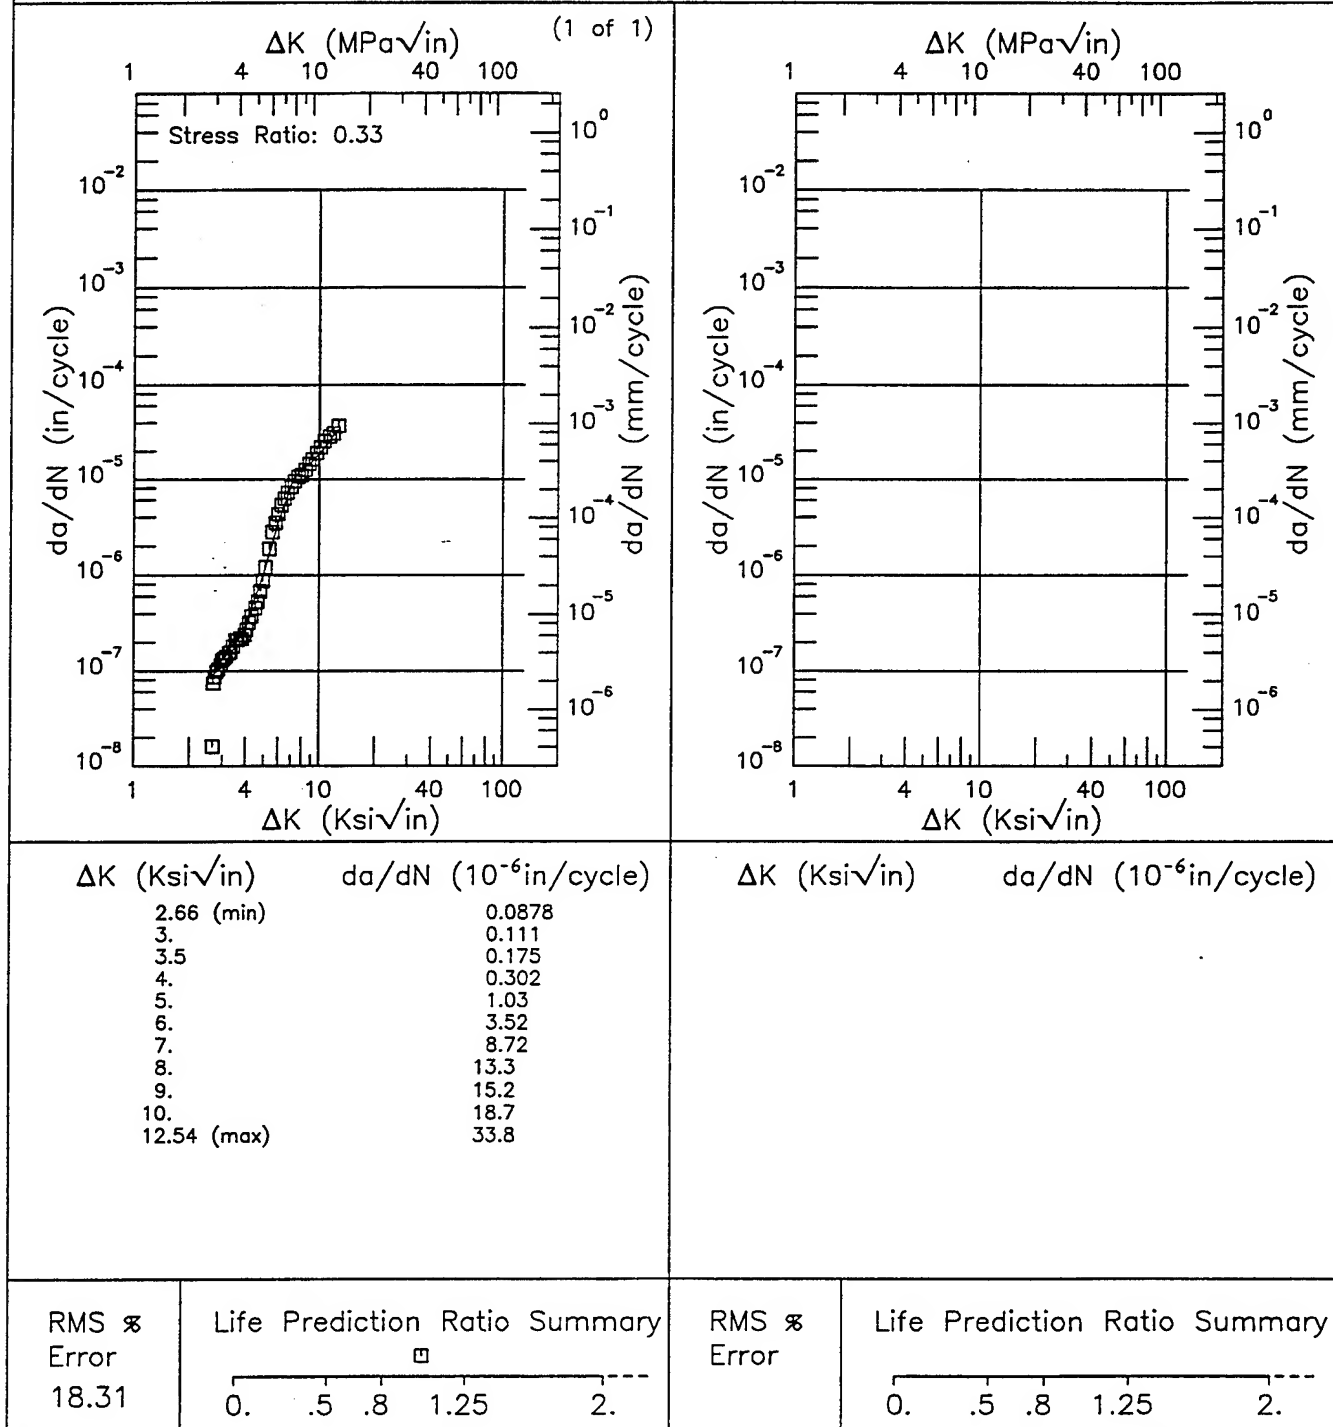 (1 of 1)
ΔK (MPa√in)
1 4 10 40 100
Stress Ratio: 0.33
10⁰
10⁻²
10⁻¹
10⁻³
10⁻²
10⁻⁴
10⁻³
10⁻⁵
10⁻⁴
10⁻⁶
10⁻⁵
10⁻⁷
10⁻⁶
10⁻⁸
da/dN (in/cycle)
da/dN (mm/cycle)
1 4 10 40 100
ΔK (Ksi√in)
ΔK (MPa√in)
1 4 10 40 100
10⁰
10⁻²
10⁻¹
10⁻³
10⁻²
10⁻⁴
10⁻³
10⁻⁵
10⁻⁴
10⁻⁶
10⁻⁵
10⁻⁷
10⁻⁶
10⁻⁸
da/dN (in/cycle)
da/dN (mm/cycle)
1 4 10 40 100
ΔK (Ksi√in)
ΔK (Ksi√in) da/dN (10⁻⁶in/cycle)
2.66 (min) 0.0878
3. 0.111
3.5 0.175
4. 0.302
5. 1.03
6. 3.52
7. 8.72
8. 13.3
9. 15.2
10. 18.7
12.54 (max) 33.8
ΔK (Ksi√in) da/dN (10⁻⁶in/cycle)
RMS %
Error
18.31
Life Prediction Ratio Summary
0. .5 .8 1.25 2.
RMS %
Error
Life Prediction Ratio Summary
0. .5 .8 1.25 2.